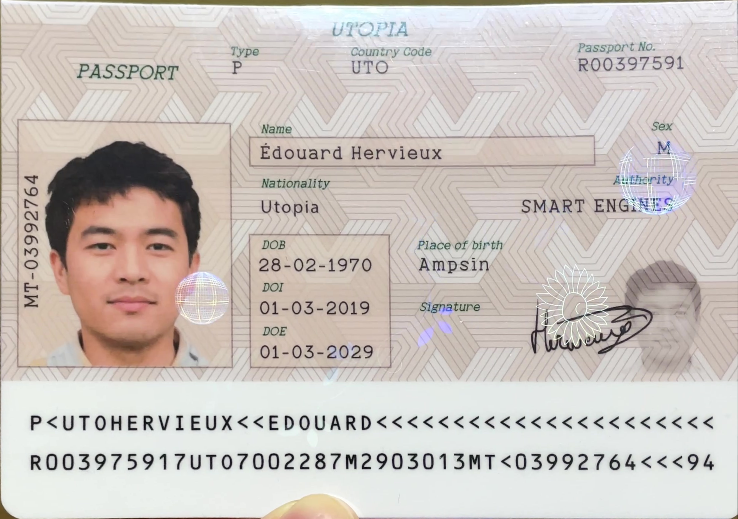 UTOPIA
PASSPORT
Type
P
Country Code
UTO
Passport No.
R00397591
MT-03992764
Name
Édouard Hervieux
Sex
M
Nationality
Utopia
Authority
SMART ENGINES
DOB
28-02-1970
DOI
01-03-2019
DOE
01-03-2029
Place of birth
Ampsin
Signature
P<UTOHERVIEUX<<EDOUARD<<<<<<<<<<<<<<<<<<<<<<
R003975917UTO7002287M2903013MT<03992764<<<94